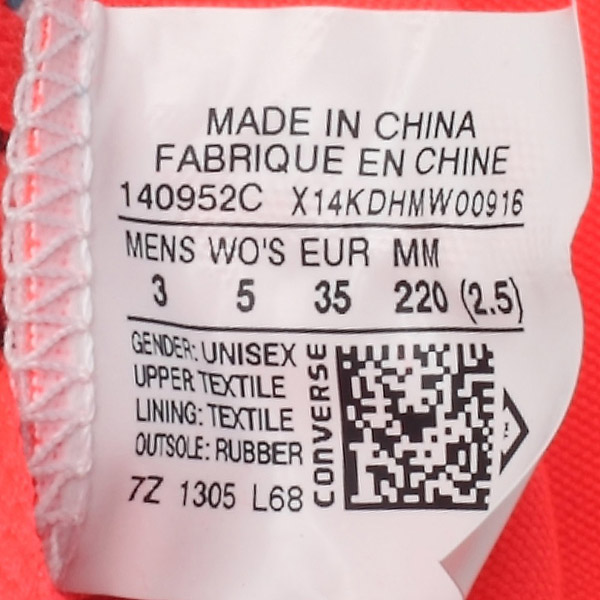 MADE IN CHINA
FABRIQUE EN CHINE
140952C X14KDHMW00916
MENS WO'S EUR MM
3 5 35 220 (2.5)
GENDER: UNISEX
UPPER TEXTILE
LINING: TEXTILE
OUTSOLE: RUBBER
7Z 1305 L68
CONVERSE